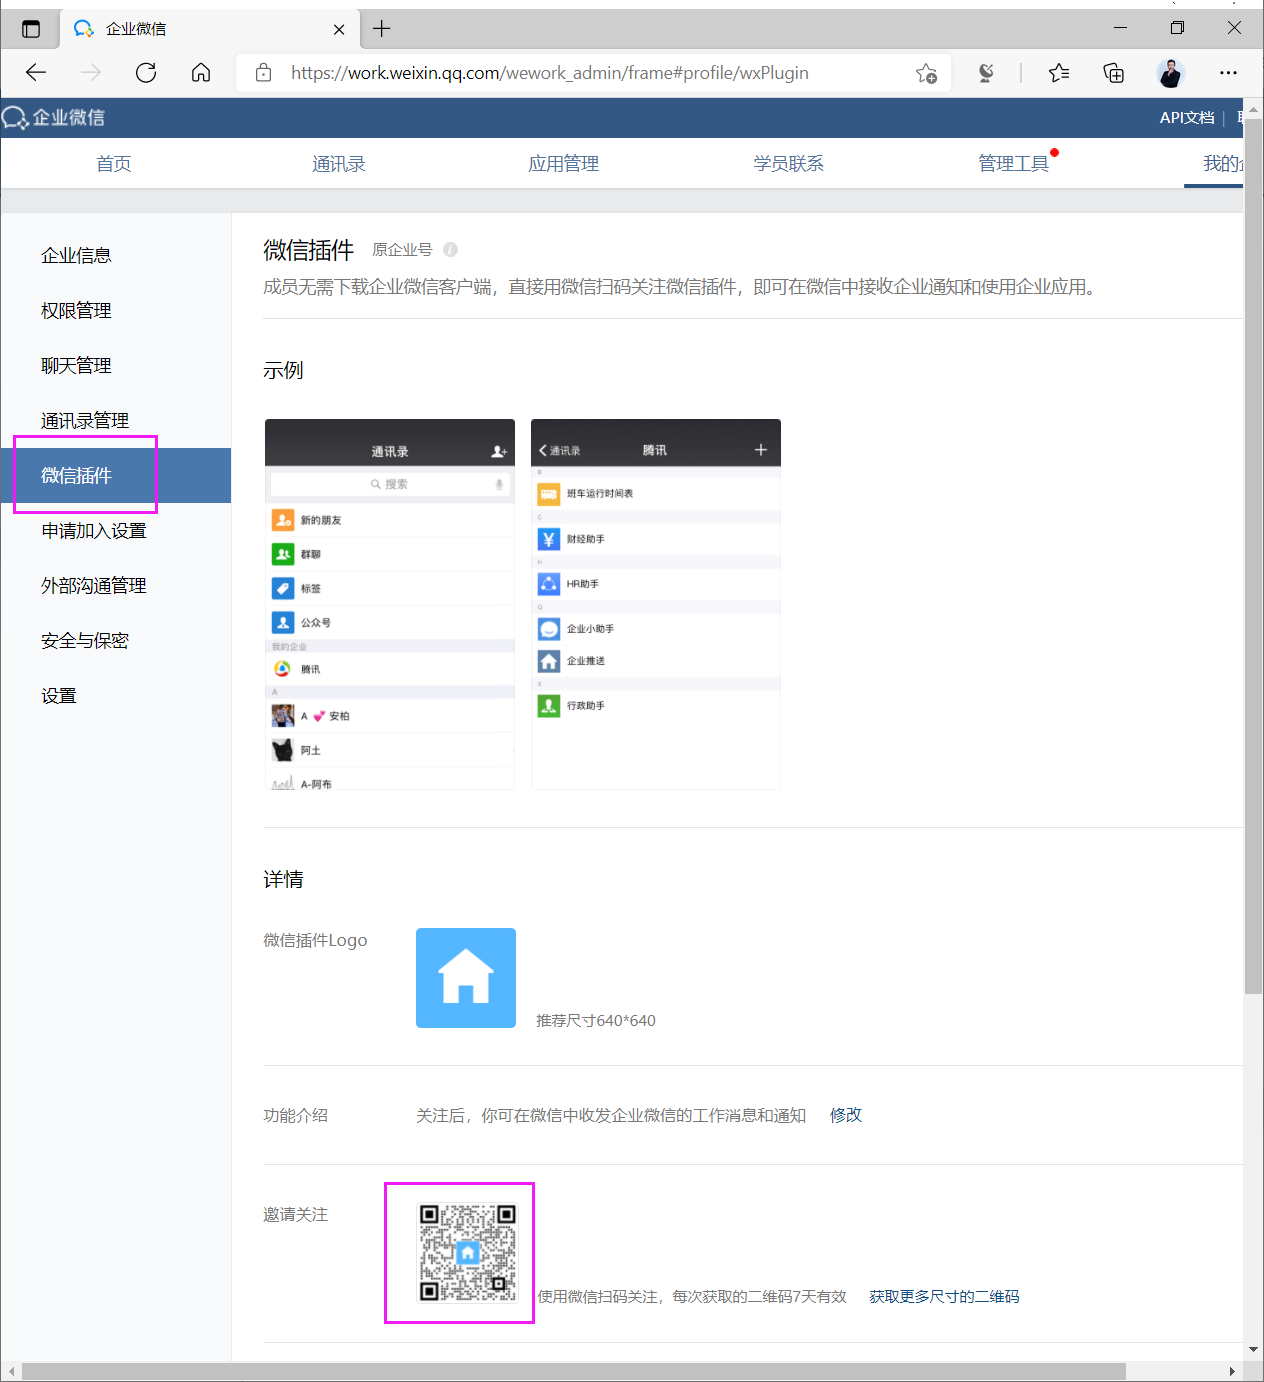 企业微信
https://work.weixin.qq.com/wework_admin/frame#profile/wxPlugin
企业微信
API文档
首页
通讯录
应用管理
学员联系
管理工具
我的企
企业信息
权限管理
聊天管理
通讯录管理
微信插件
申请加入设置
外部沟通管理
安全与保密
设置
微信插件 原企业号
成员无需下载企业微信客户端，直接用微信扫码关注微信插件，即可在微信中接收企业通知和使用企业应用。
示例
通讯录
搜索
新的朋友
群聊
标签
公众号
我的企业
腾讯
A
A 💕 安柏
阿土
A-阿布
通讯录 腾讯
班车运行时间表
C
财经助手
H
HR助手
Q
企业小助手
企业推送
X
行政助手
详情
微信插件Logo
推荐尺寸640*640
功能介绍
关注后，你可在微信中收发企业微信的工作消息和通知 修改
邀请关注
使用微信扫码关注，每次获取的二维码7天有效 获取更多尺寸的二维码